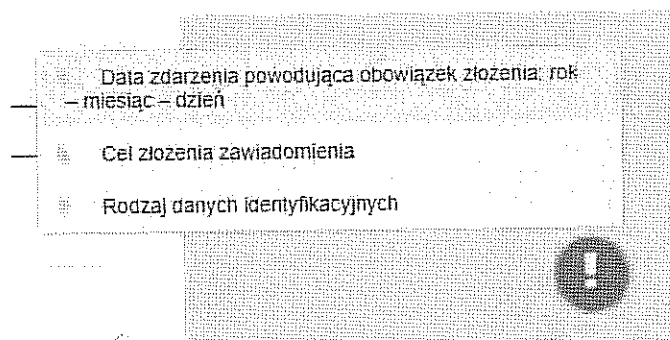 Data zdarzenia powodująca obowiązek złożenia: rok
– miesiąc – dzień
Cel złożenia zawiadomienia
Rodzaj danych identyfikacyjnych
!